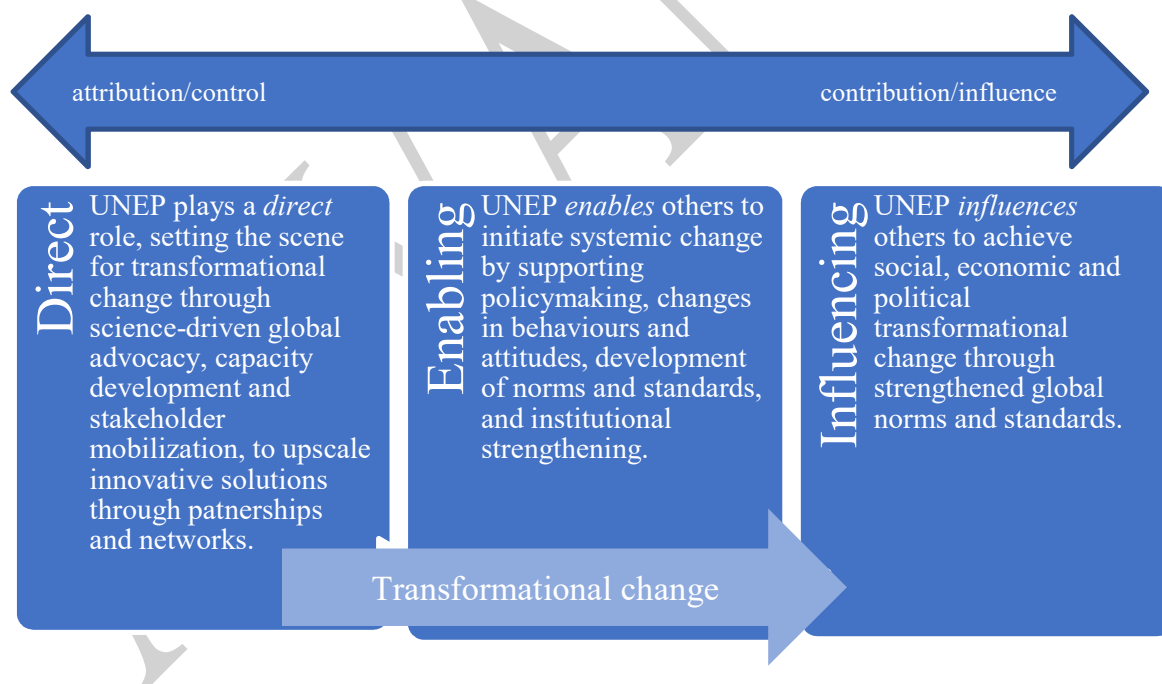 attribution/control
contribution/influence
Direct
UNEP plays a direct
role, setting the scene
for transformational
change through
science-driven global
advocacy, capacity
development and
stakeholder
mobilization, to upscale
innovative solutions
through patnerships
and networks.
Enabling
UNEP enables others to
initiate systemic change
by supporting
policymaking, changes
in behaviours and
attitudes, development
of norms and standards,
and institutional
strengthening.
Influencing
UNEP influences
others to achieve
social, economic and
political
transformational
change through
strengthened global
norms and standards.
Transformational change